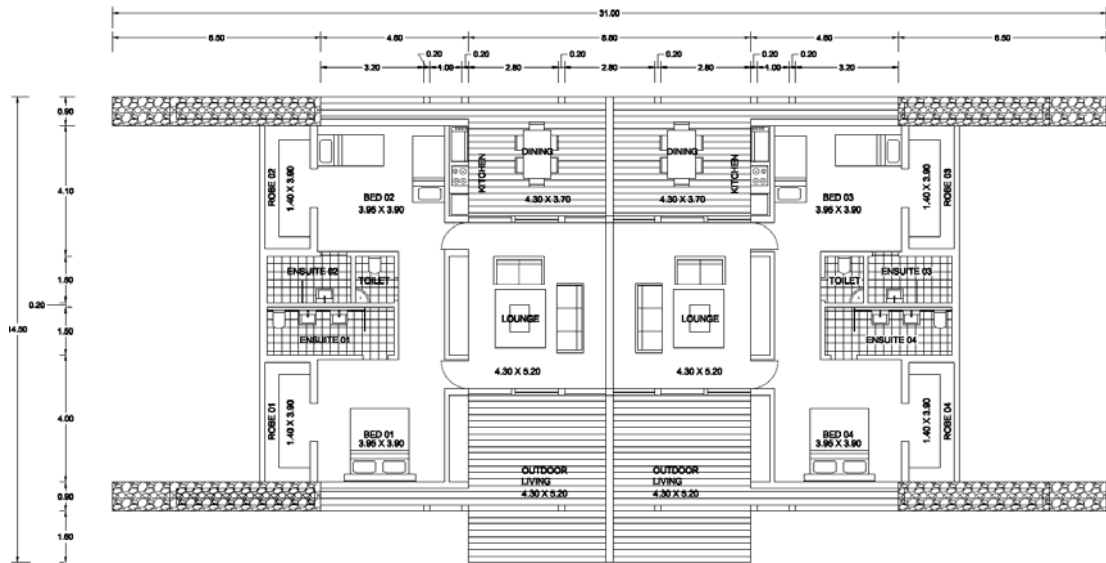 31.00
6.50 4.60 8.80 4.60 6.50
0.20 0.20 0.20 0.20 0.20 0.20
3.20 1.00 2.80 2.80 2.80 1.00 3.20
0.90
4.10
1.50
0.20
1.50
4.00
0.90
1.60
14.50
ROBE 02
1.40 X 3.90
BED 02
3.95 X 3.90
KITCHEN
DINING
4.30 X 3.70
DINING
KITCHEN
4.30 X 3.70
BED 03
3.95 X 3.90
ROBE 03
1.40 X 3.90
ENSUITE 02
TOILET
TOILET
ENSUITE 03
LOUNGE
LOUNGE
ENSUITE 01
ENSUITE 04
4.30 X 5.20
4.30 X 5.20
ROBE 01
1.40 X 3.90
BED 01
3.95 X 3.90
BED 04
3.95 X 3.90
ROBE 04
1.40 X 3.90
OUTDOOR
LIVING
4.30 X 5.20
OUTDOOR
LIVING
4.30 X 5.20